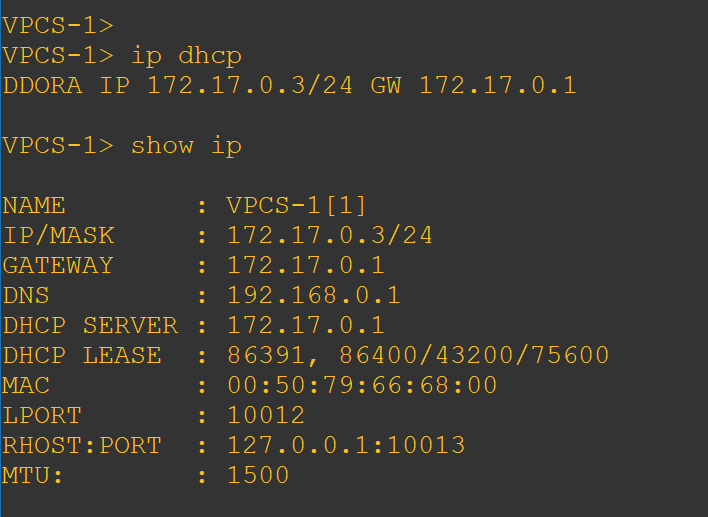 VPCS-1>
VPCS-1> ip dhcp
DDORA IP 172.17.0.3/24 GW 172.17.0.1
VPCS-1> show ip
NAME        : VPCS-1[1]
IP/MASK     : 172.17.0.3/24
GATEWAY     : 172.17.0.1
DNS         : 192.168.0.1
DHCP SERVER : 172.17.0.1
DHCP LEASE  : 86391, 86400/43200/75600
MAC         : 00:50:79:66:68:00
LPORT       : 10012
RHOST:PORT  : 127.0.0.1:10013
MTU:        : 1500